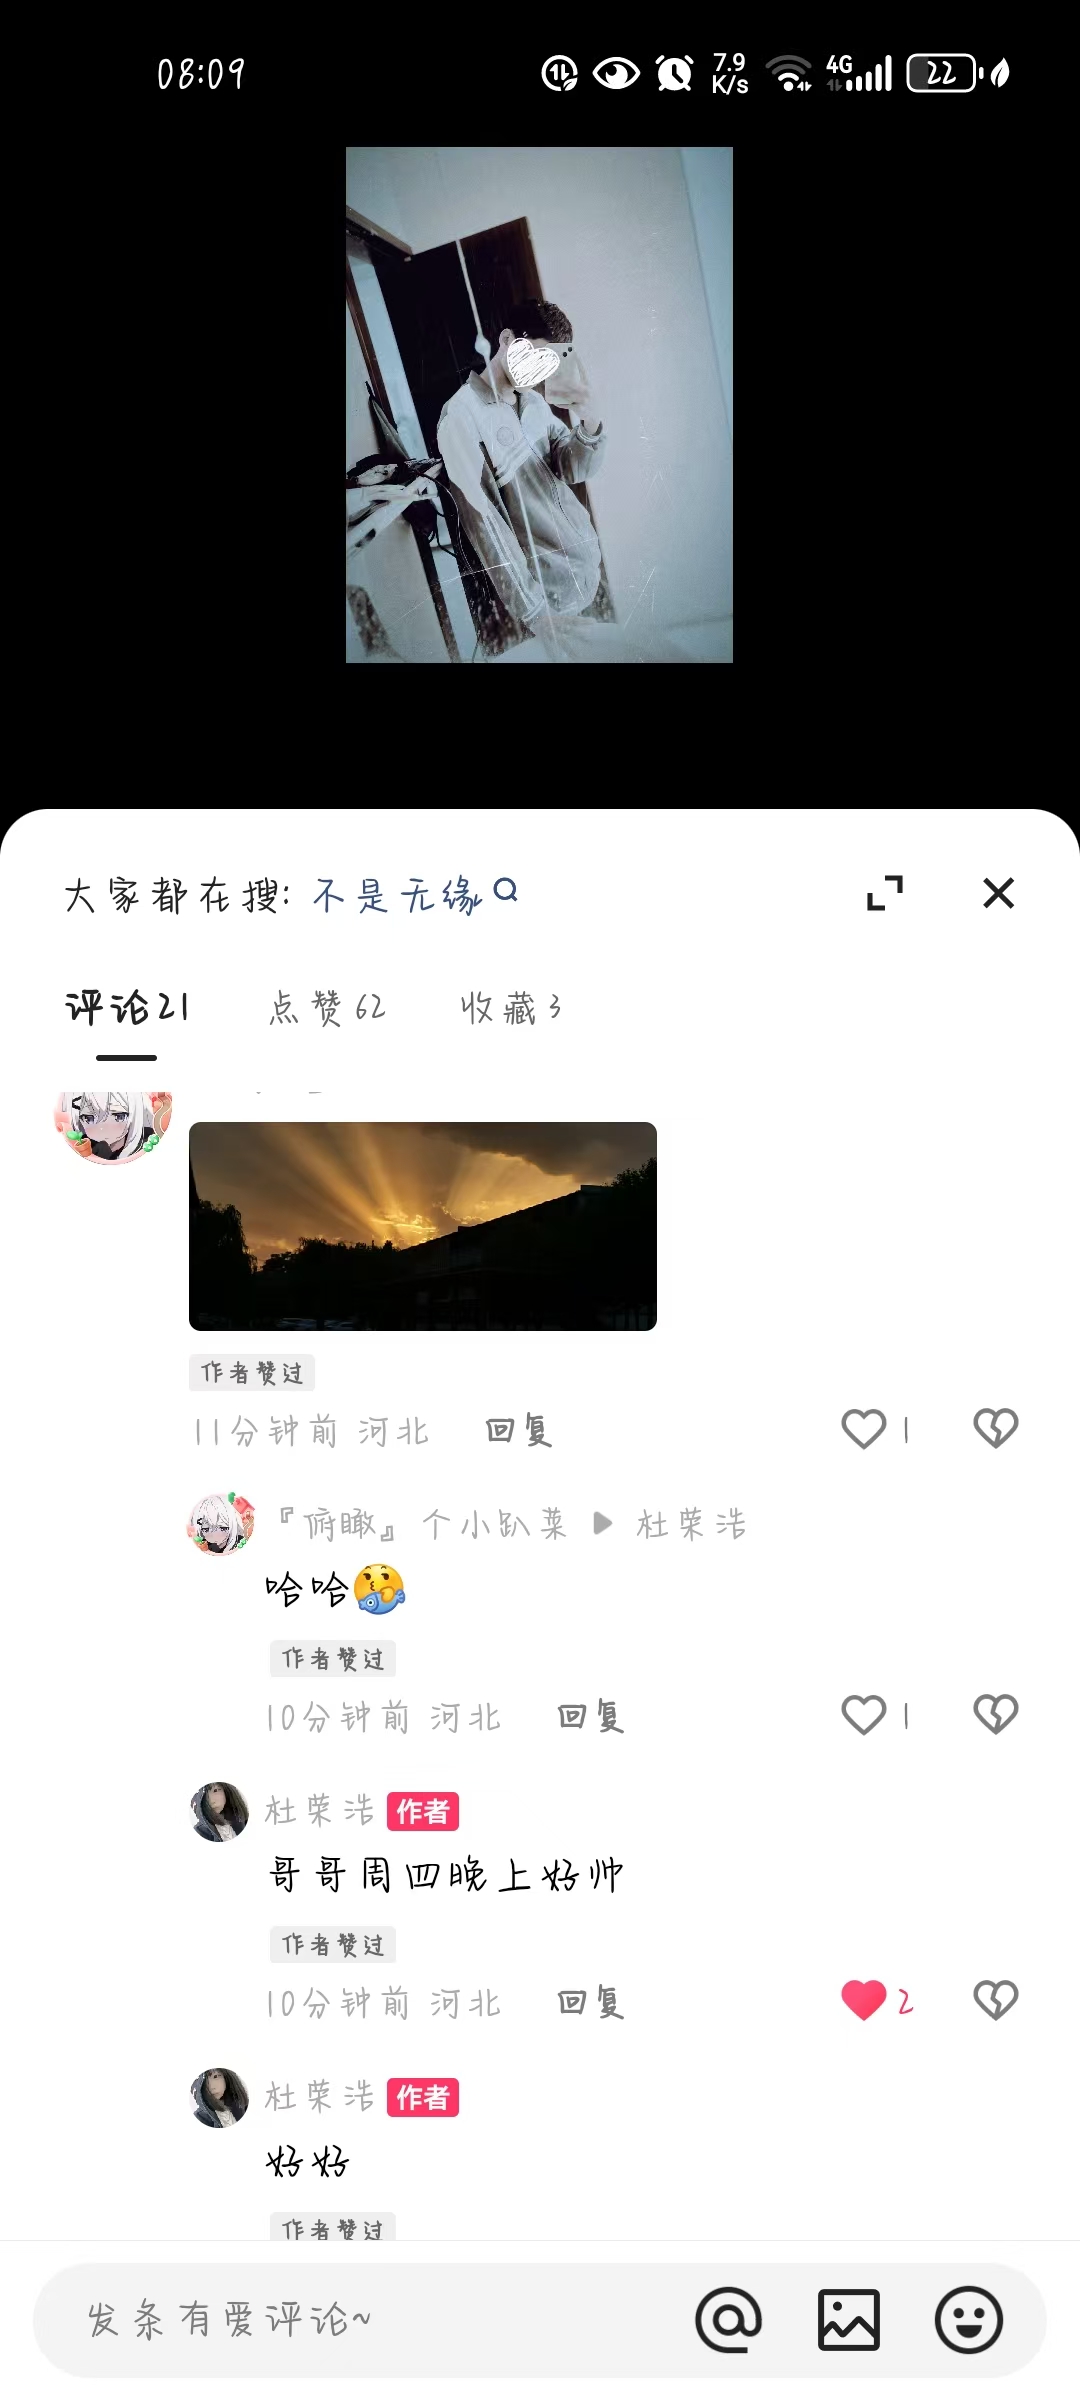 08:09
7.9
K/s
4G
22
大家都在搜: 不是无缘
评论21 点赞62 收藏3
作者赞过
11分钟前 河北 回复 1
『俯瞰』 个小趴菜 ▶ 杜荣浩
哈哈
作者赞过
10分钟前 河北 回复 1
杜荣浩 作者
哥哥周四晚上好帅
作者赞过
10分钟前 河北 回复 2
杜荣浩 作者
好好
作者赞过
发条有爱评论~